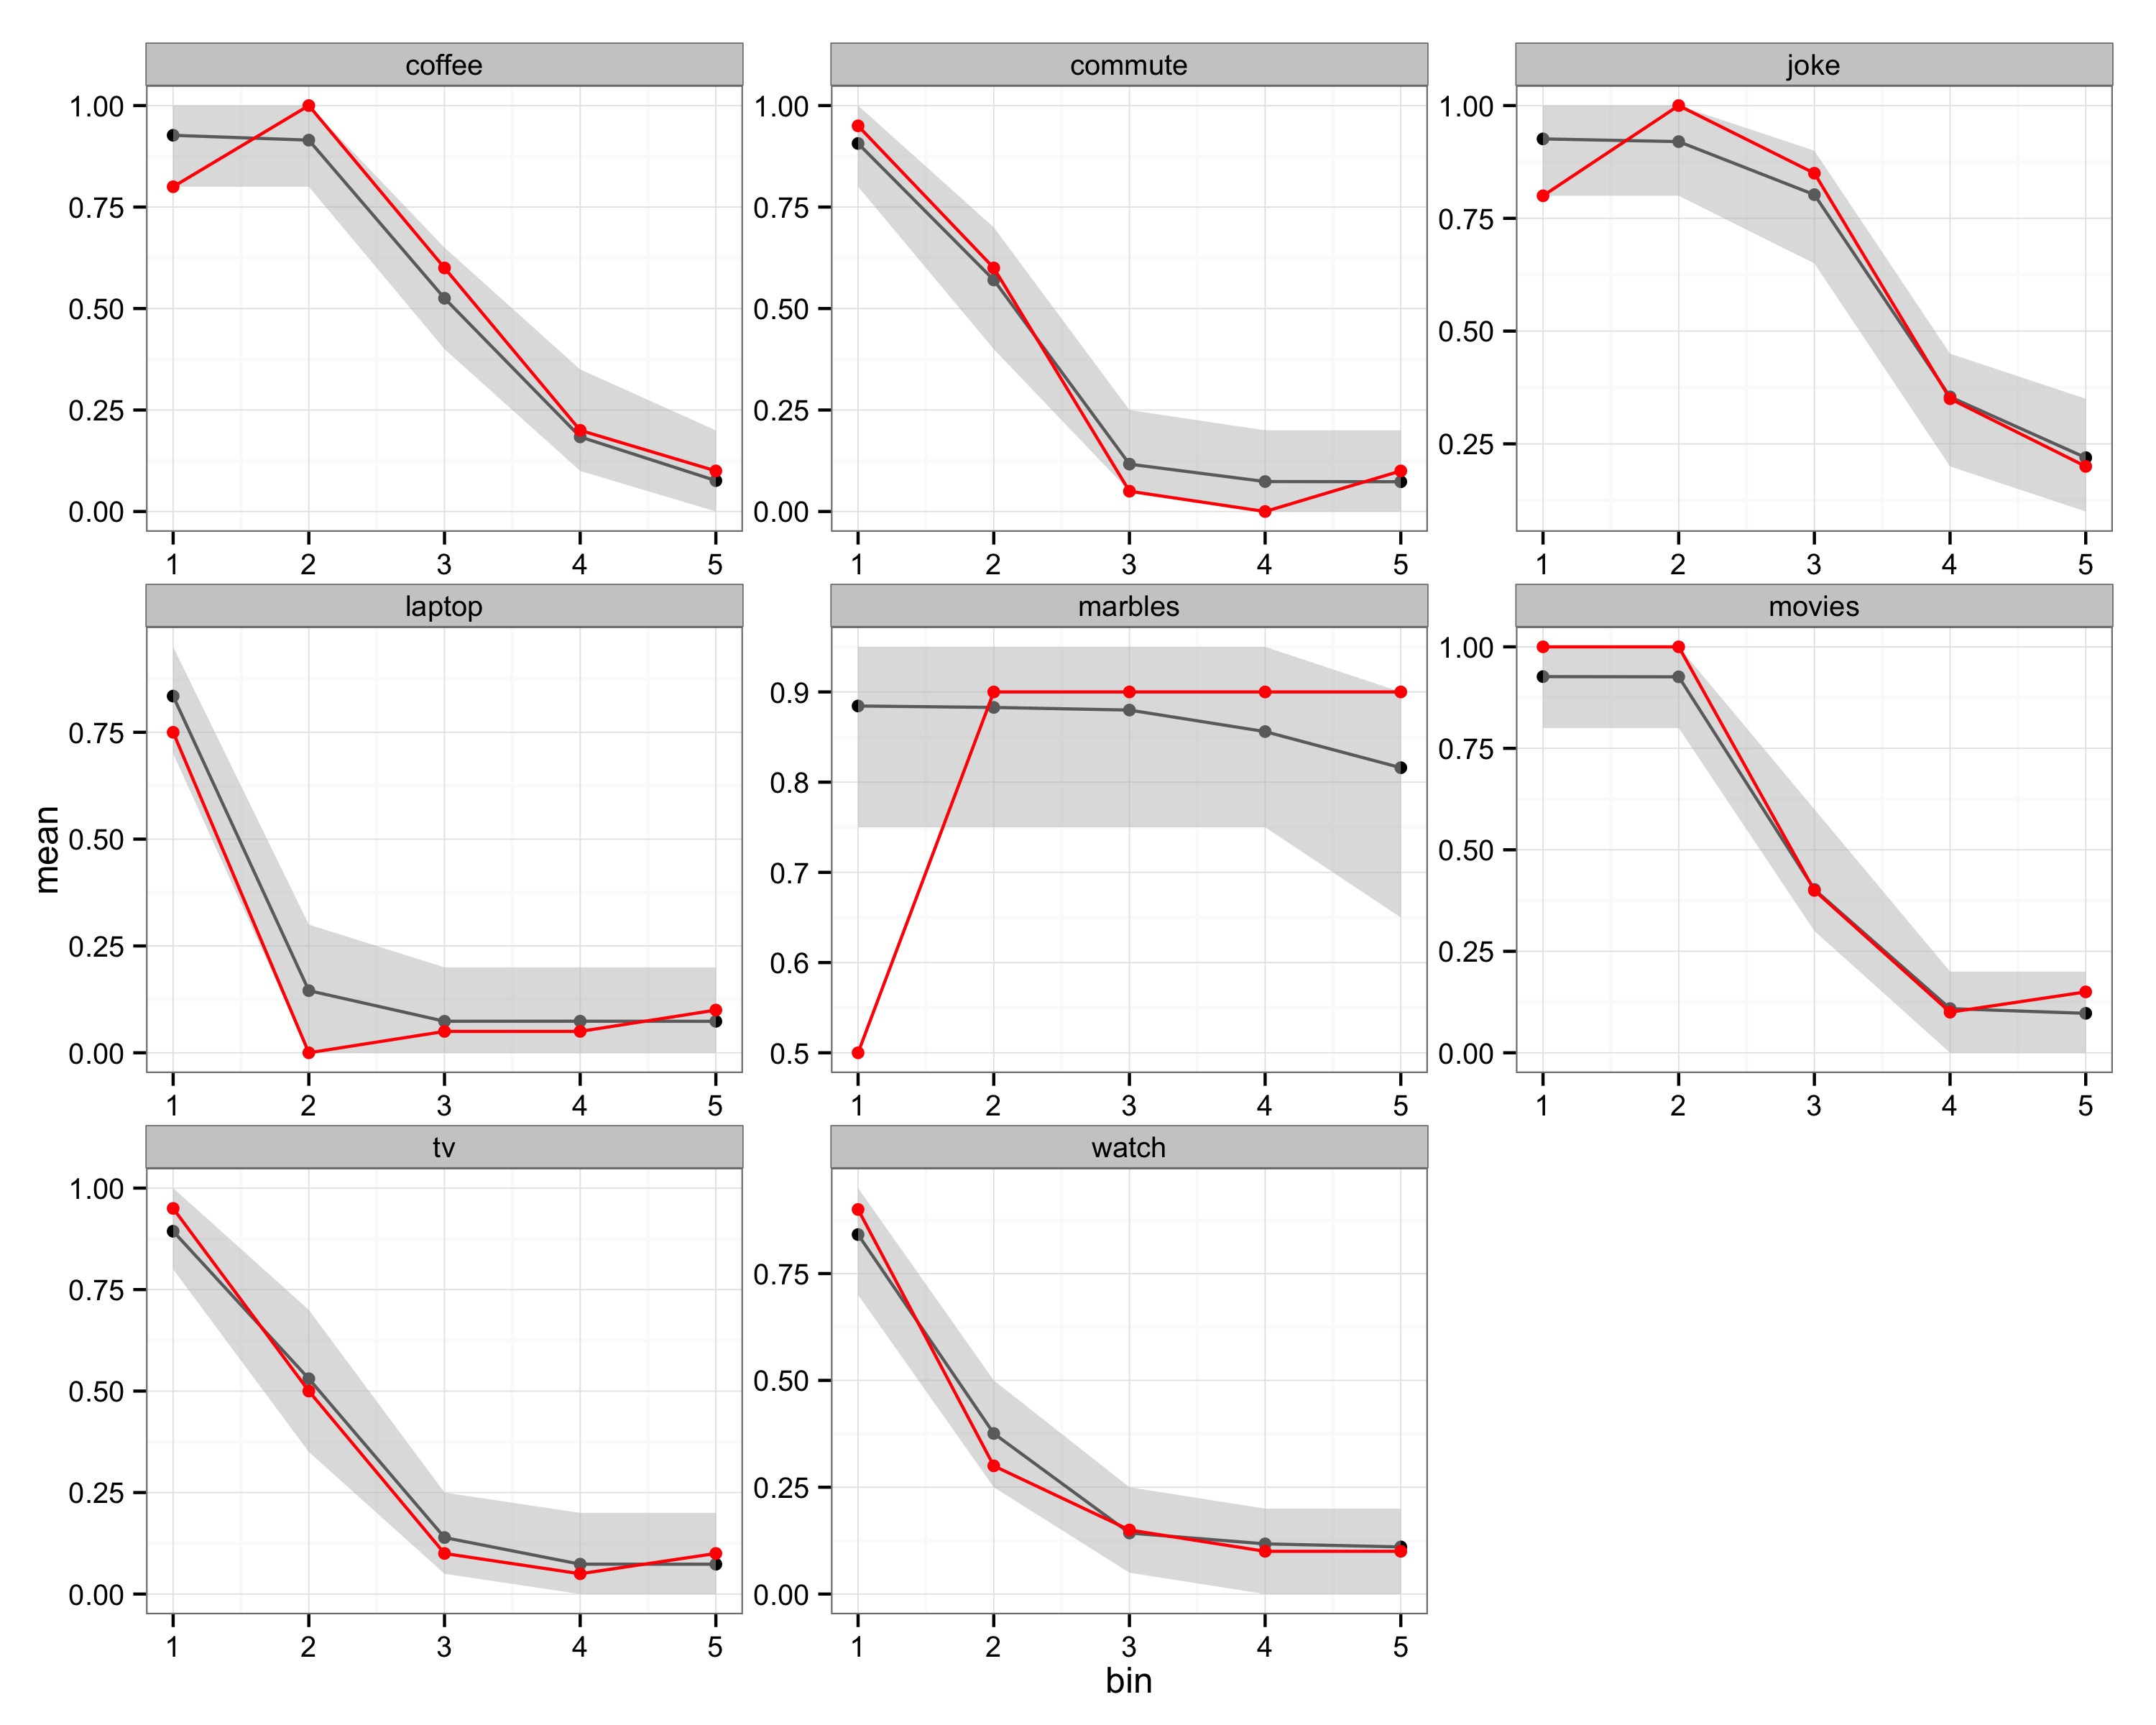 coffee commute joke
1.00 1.00 1.00
0.75 0.75 0.75
0.50 0.50 0.50
0.25 0.25 0.25
0.00 0.00
1 2 3 4 5 1 2 3 4 5 1 2 3 4 5
laptop marbles movies
mean
0.75
0.50
0.25
0.00
0.9
0.8
0.7
0.6
0.5
1.00
0.75
0.50
0.25
0.00
1 2 3 4 5 1 2 3 4 5 1 2 3 4 5
tv watch
1.00
0.75
0.50
0.25
0.00
0.75
0.50
0.25
0.00
1 2 3 4 5 1 2 3 4 5
bin